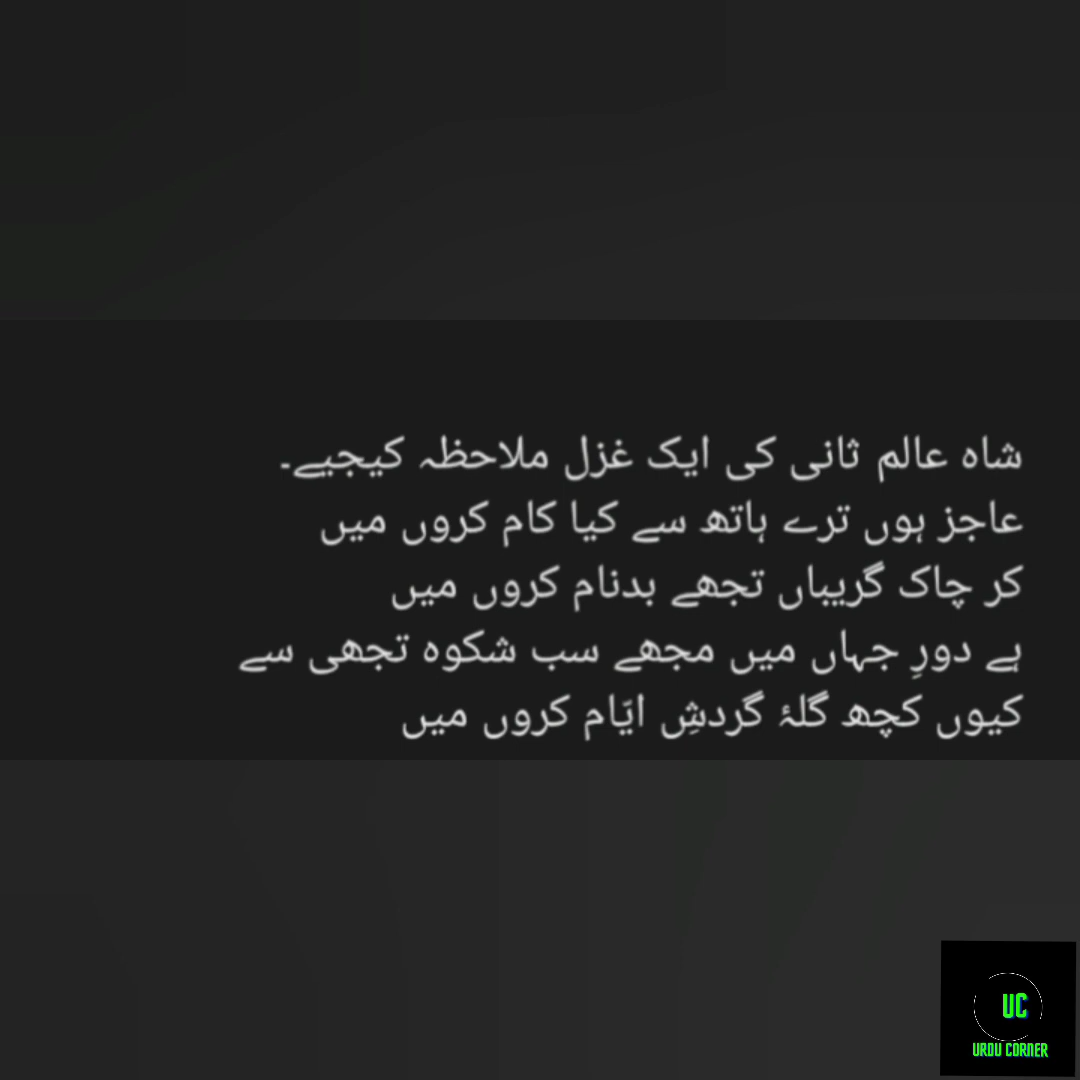 شاہ عالم ثانی کی ایک غزل ملاحظہ کیجیے۔
عاجز ہوں ترے ہاتھ سے کیا کام کروں میں
کر چاک گریباں تجھے بدنام کروں میں
ہے دورِ جہاں میں مجھے سب شکوہ تجھی سے
کیوں کچھ گلۂ گردشِ ایّام کروں میں
UC
URDU CORNER